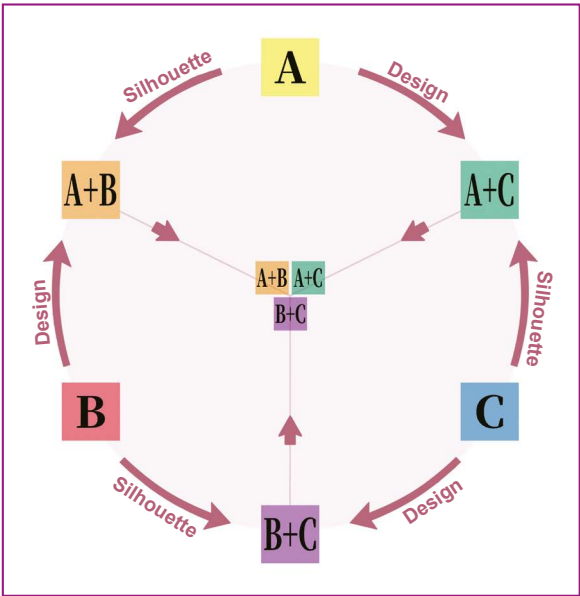 A
Silhouette
Design
A+B
A+C
A+B
A+C
B+C
Design
Silhouette
B
C
Silhouette
Design
B+C